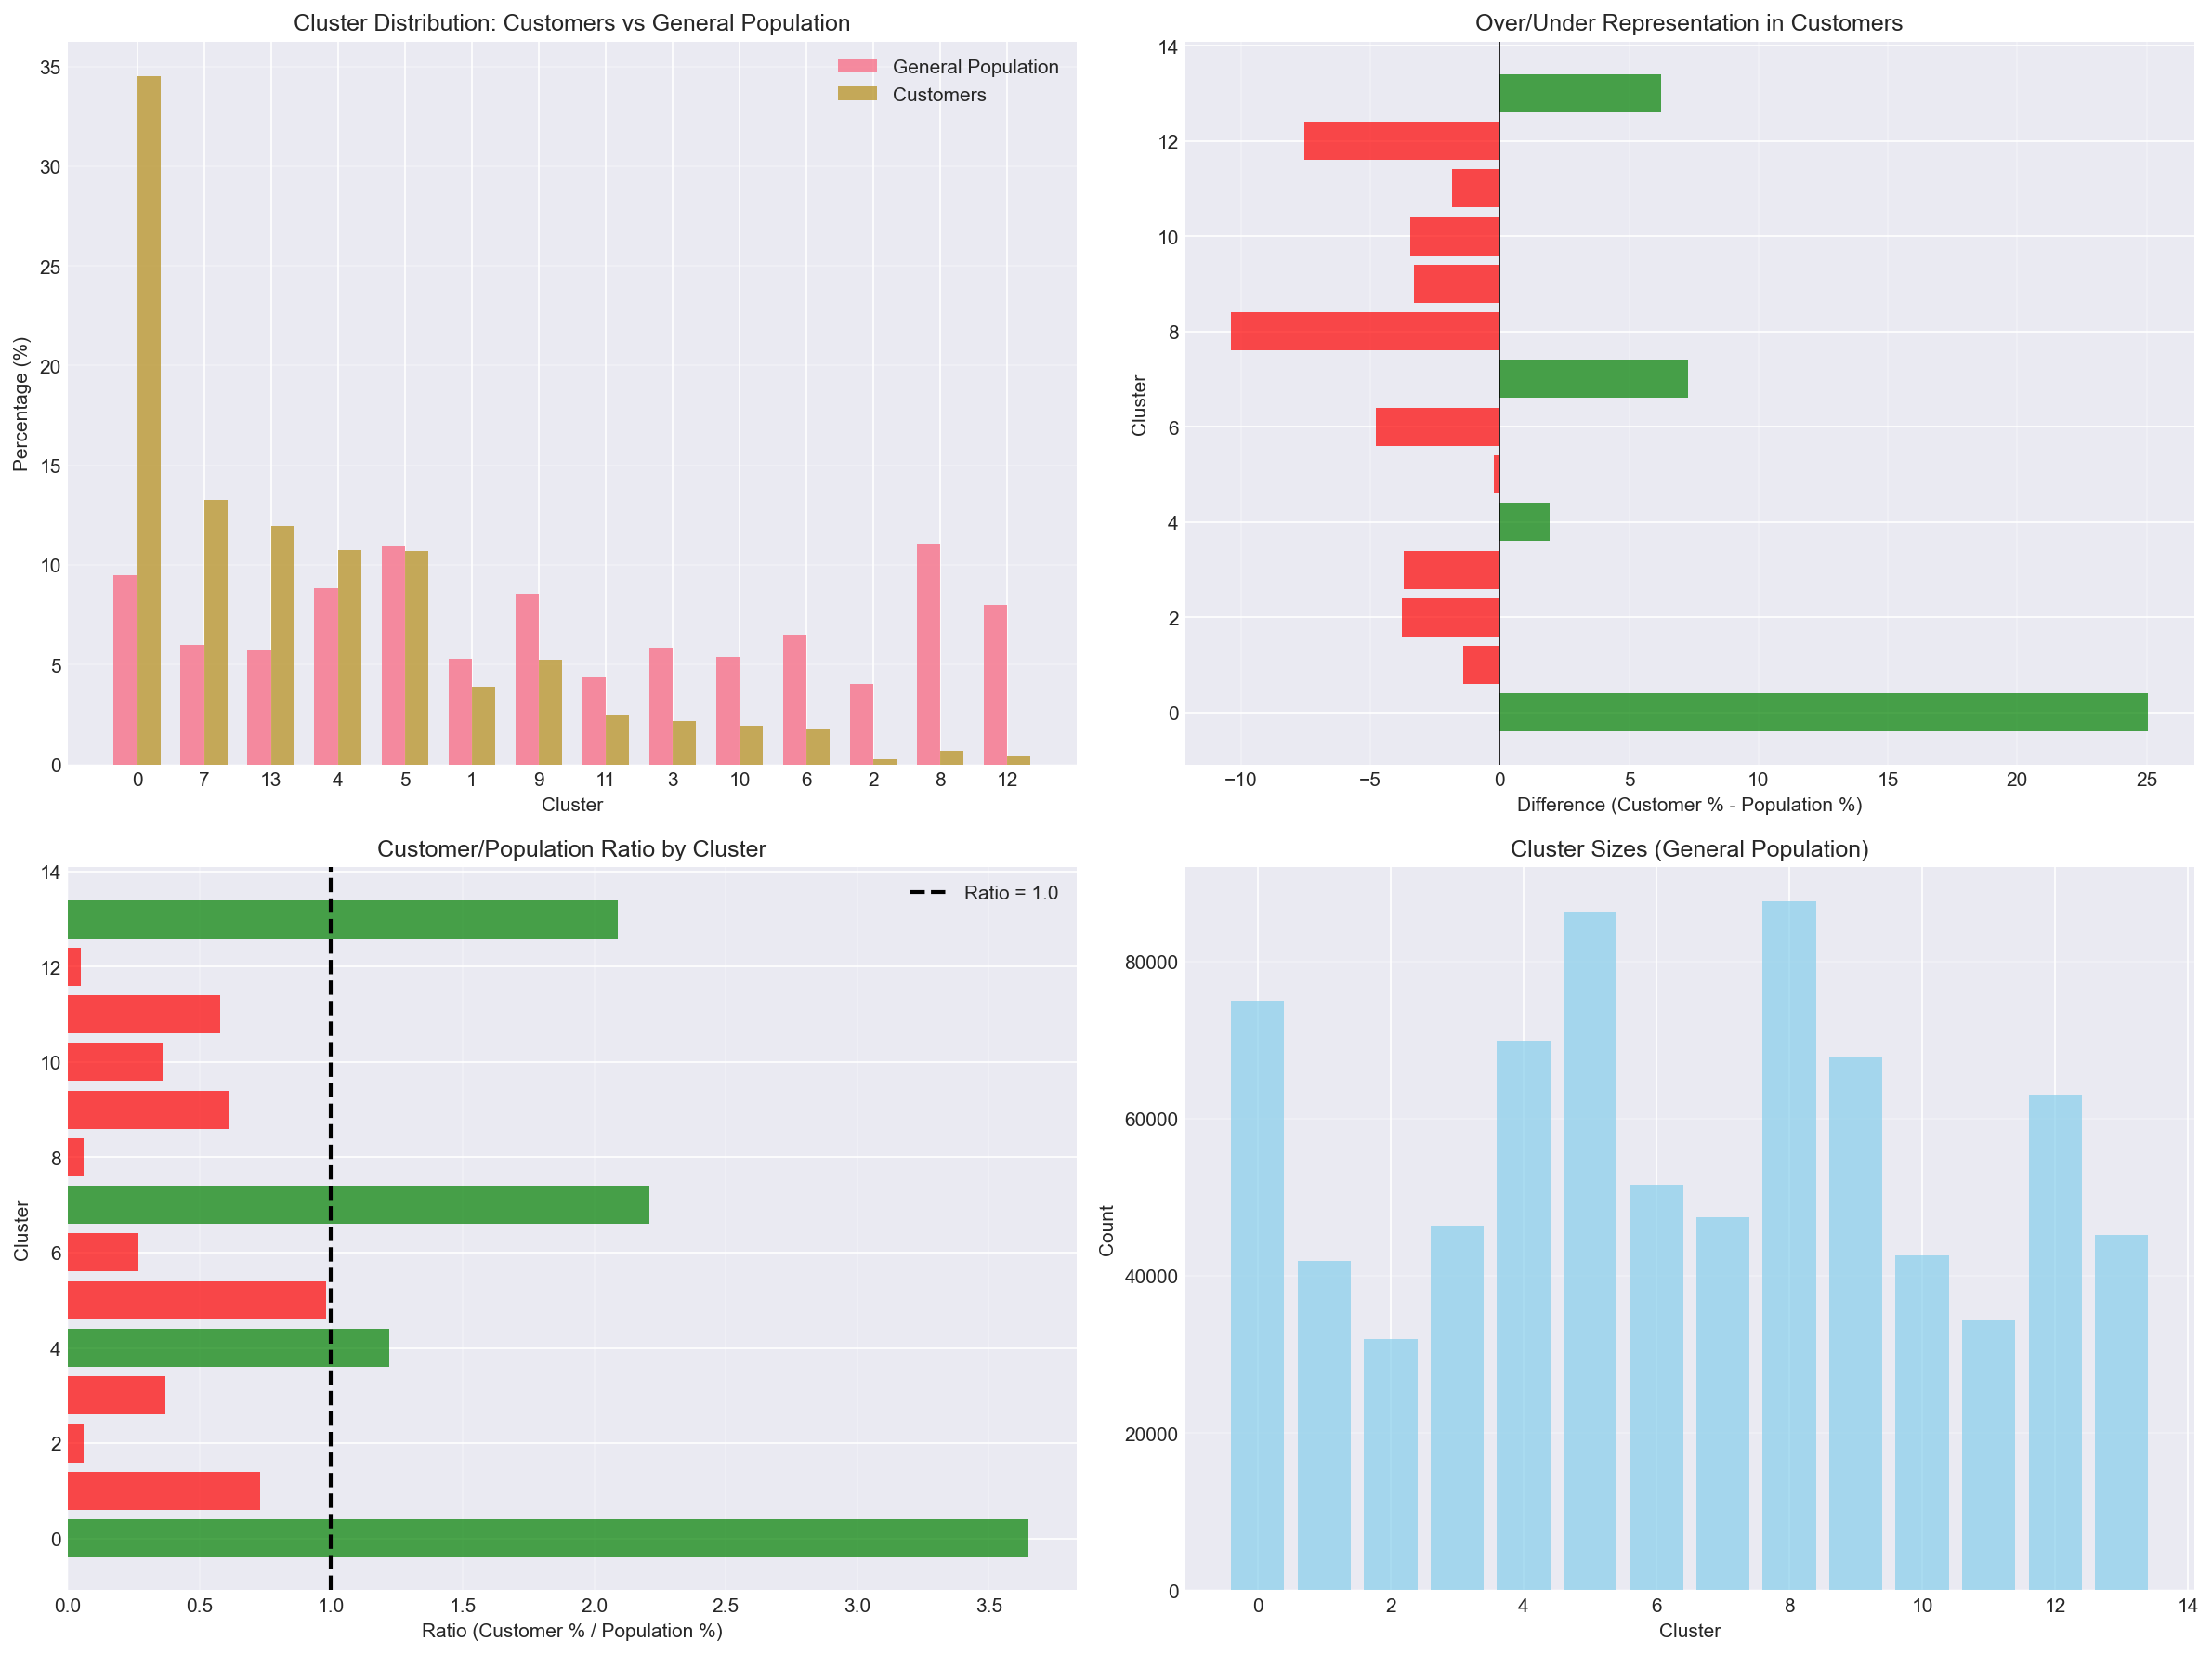 Cluster Distribution: Customers vs General Population
General Population
Customers
Percentage (%)
35
30
25
20
15
10
5
0
0 7 13 4 5 1 9 11 3 10 6 2 8 12
Cluster
Over/Under Representation in Customers
Cluster
14
12
10
8
6
4
2
0
−10 −5 0 5 10 15 20 25
Difference (Customer % - Population %)
Customer/Population Ratio by Cluster
Ratio = 1.0
Cluster
14
12
10
8
6
4
2
0
0.0 0.5 1.0 1.5 2.0 2.5 3.0 3.5
Ratio (Customer % / Population %)
Cluster Sizes (General Population)
Count
80000
60000
40000
20000
0
0 2 4 6 8 10 12 14
Cluster